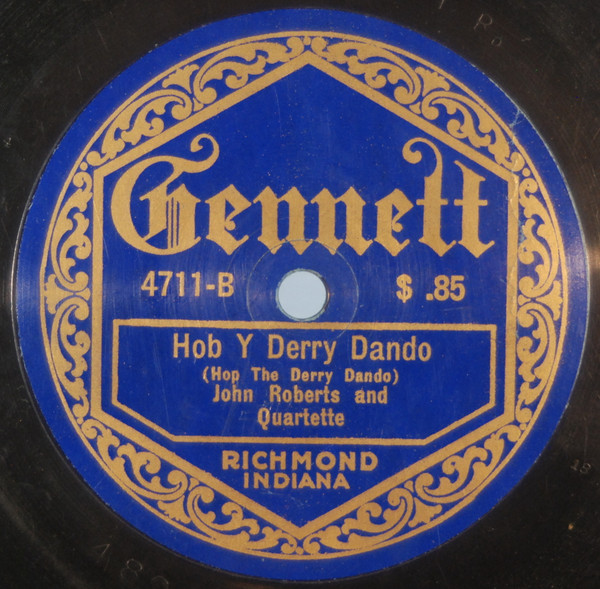 Gennett
4711-B $ .85
Hob Y Derry Dando
(Hop The Derry Dando)
John Roberts and
Quartette
RICHMOND
INDIANA